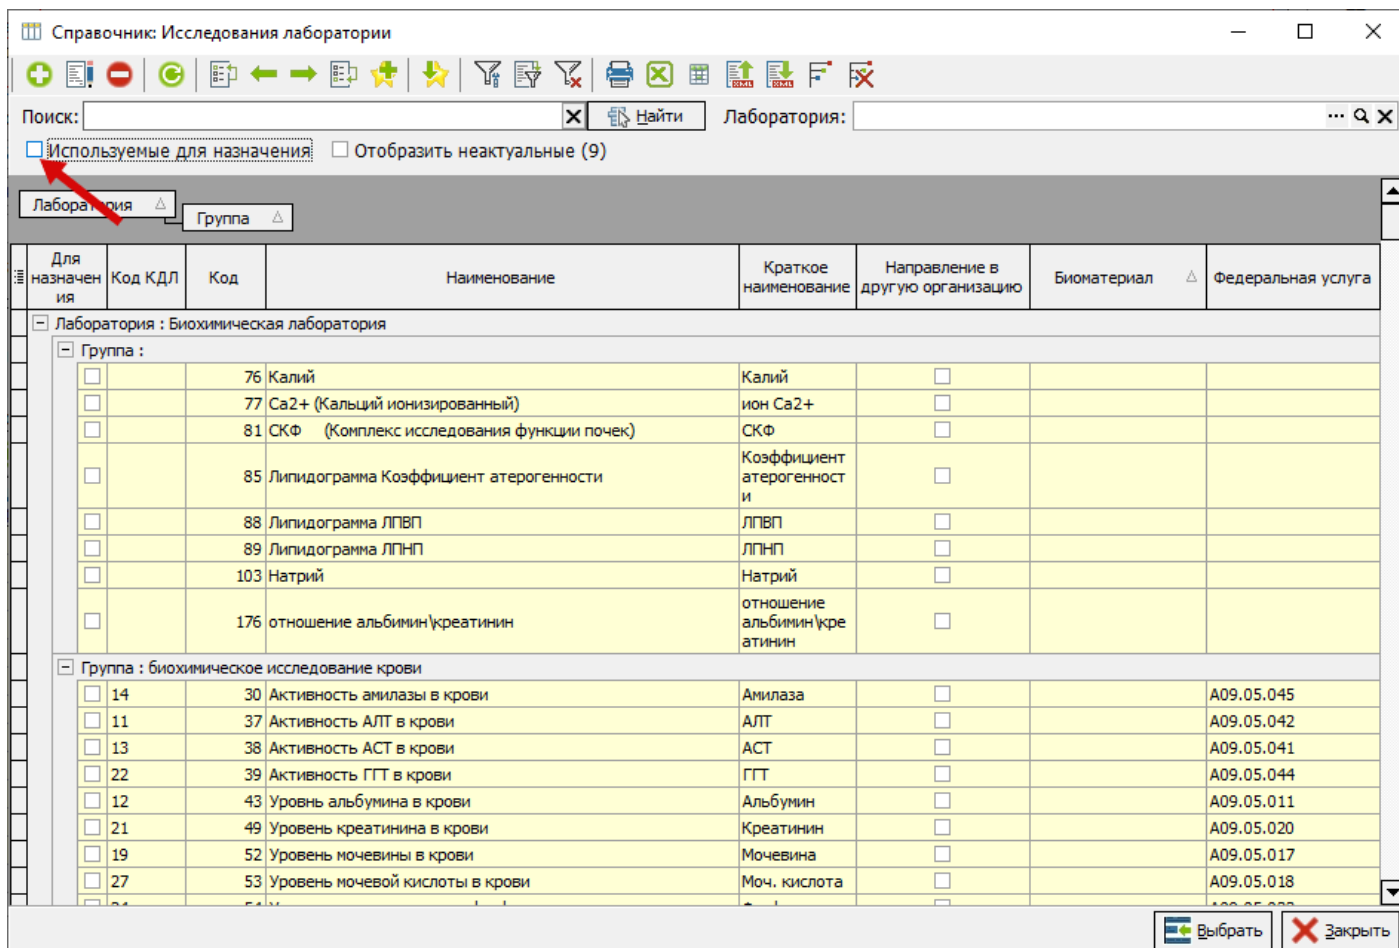 Справочник: Исследования лаборатории
Поиск: Найти Лаборатория:
Используемые для назначения Отобразить неактуальные (9)
Лаборатория
Группа
Для назначен ия Код КДЛ Код Наименование Краткое наименование Направление в другую организацию Биоматериал Федеральная услуга
Лаборатория : Биохимическая лаборатория
Группа :
76 Калий Калий
77 Ca2+ (Кальций ионизированный) ион Ca2+
81 СКФ (Комплекс исследования функции почек) СКФ
85 Липидограмма Коэффициент атерогенности Коэффициент атерогенност и
88 Липидограмма ЛПВП ЛПВП
89 Липидограмма ЛПНП ЛПНП
103 Натрий Натрий
176 отношение альбимин\креатинин отношение альбимин\кре атинин
Группа : биохимическое исследование крови
14 30 Активность амилазы в крови Амилаза A09.05.045
11 37 Активность АЛТ в крови АЛТ A09.05.042
13 38 Активность АСТ в крови АСТ A09.05.041
22 39 Активность ГГТ в крови ГГТ A09.05.044
12 43 Уровнь альбумина в крови Альбумин A09.05.011
21 49 Уровень креатинина в крови Креатинин A09.05.020
19 52 Уровень мочевины в крови Мочевина A09.05.017
27 53 Уровень мочевой кислоты в крови Моч. кислота A09.05.018
Выбрать Закрыть